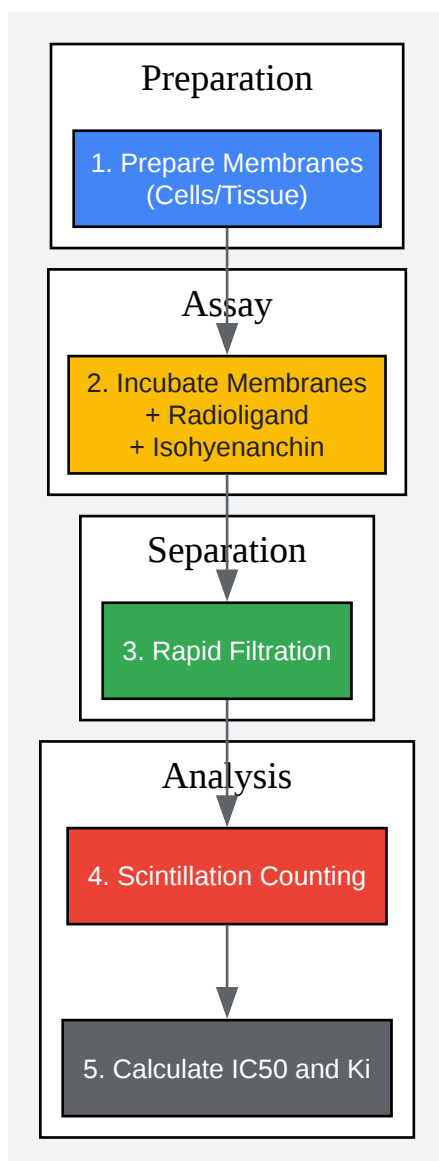 Preparation
1. Prepare Membranes
(Cells/Tissue)
Assay
2. Incubate Membranes
+ Radioligand
+ Isohyenanchin
Separation
3. Rapid Filtration
Analysis
4. Scintillation Counting
5. Calculate IC50 and Ki